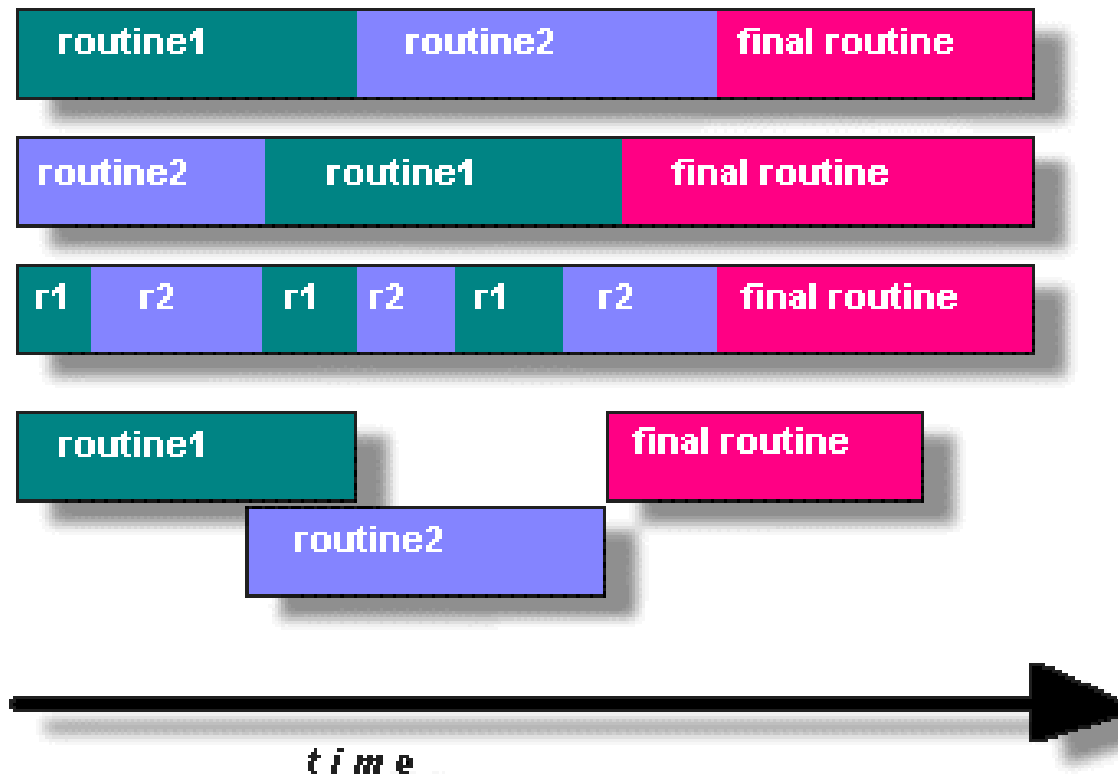 routine1 routine2 final routine
routine2 routine1 final routine
r1 r2 r1 r2 r1 r2 final routine
routine1 final routine
routine2
time